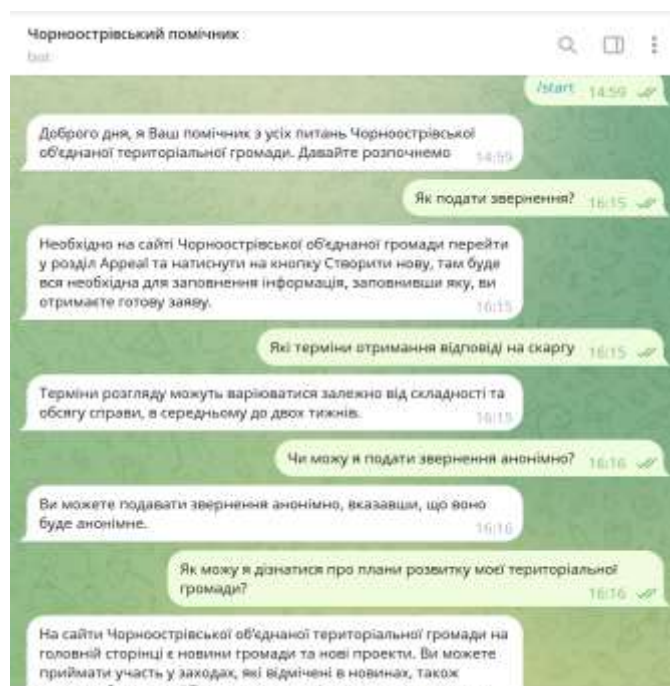 Чорноострівський помічник
bot
/start 14:59
Доброго дня, я Ваш помічник з усіх питань Чорноострівської
об'єднаної територіальної громади. Давайте розпочнемо 14:59
Як подати звернення? 16:15
Необхідно на сайті Чорноострівської об'єднаної громади перейти
у розділ Appeal та натиснути на кнопку Створити нову, там буде
вся необхідна для заповнення інформація, заповнивши яку, ви
отримаєте готову заяву. 16:15
Які терміни отримання відповіді на скаргу 16:15
Терміни розгляду можуть варіюватися залежно від складності та
обсягу справи, в середньому до двох тижнів. 16:15
Чи можу я подати звернення анонімно? 16:16
Ви можете подавати звернення анонімно, вказавши, що воно
буде анонімне. 16:16
Як можу я дізнатися про плани розвитку моєї територіальної
громади? 16:16
На сайти Чорноострівської об'єднаної територіальної громади на
головній сторінці є новини громади та нові проекти. Ви можете
приймати участь у заходах, які відмічені в новинах, також